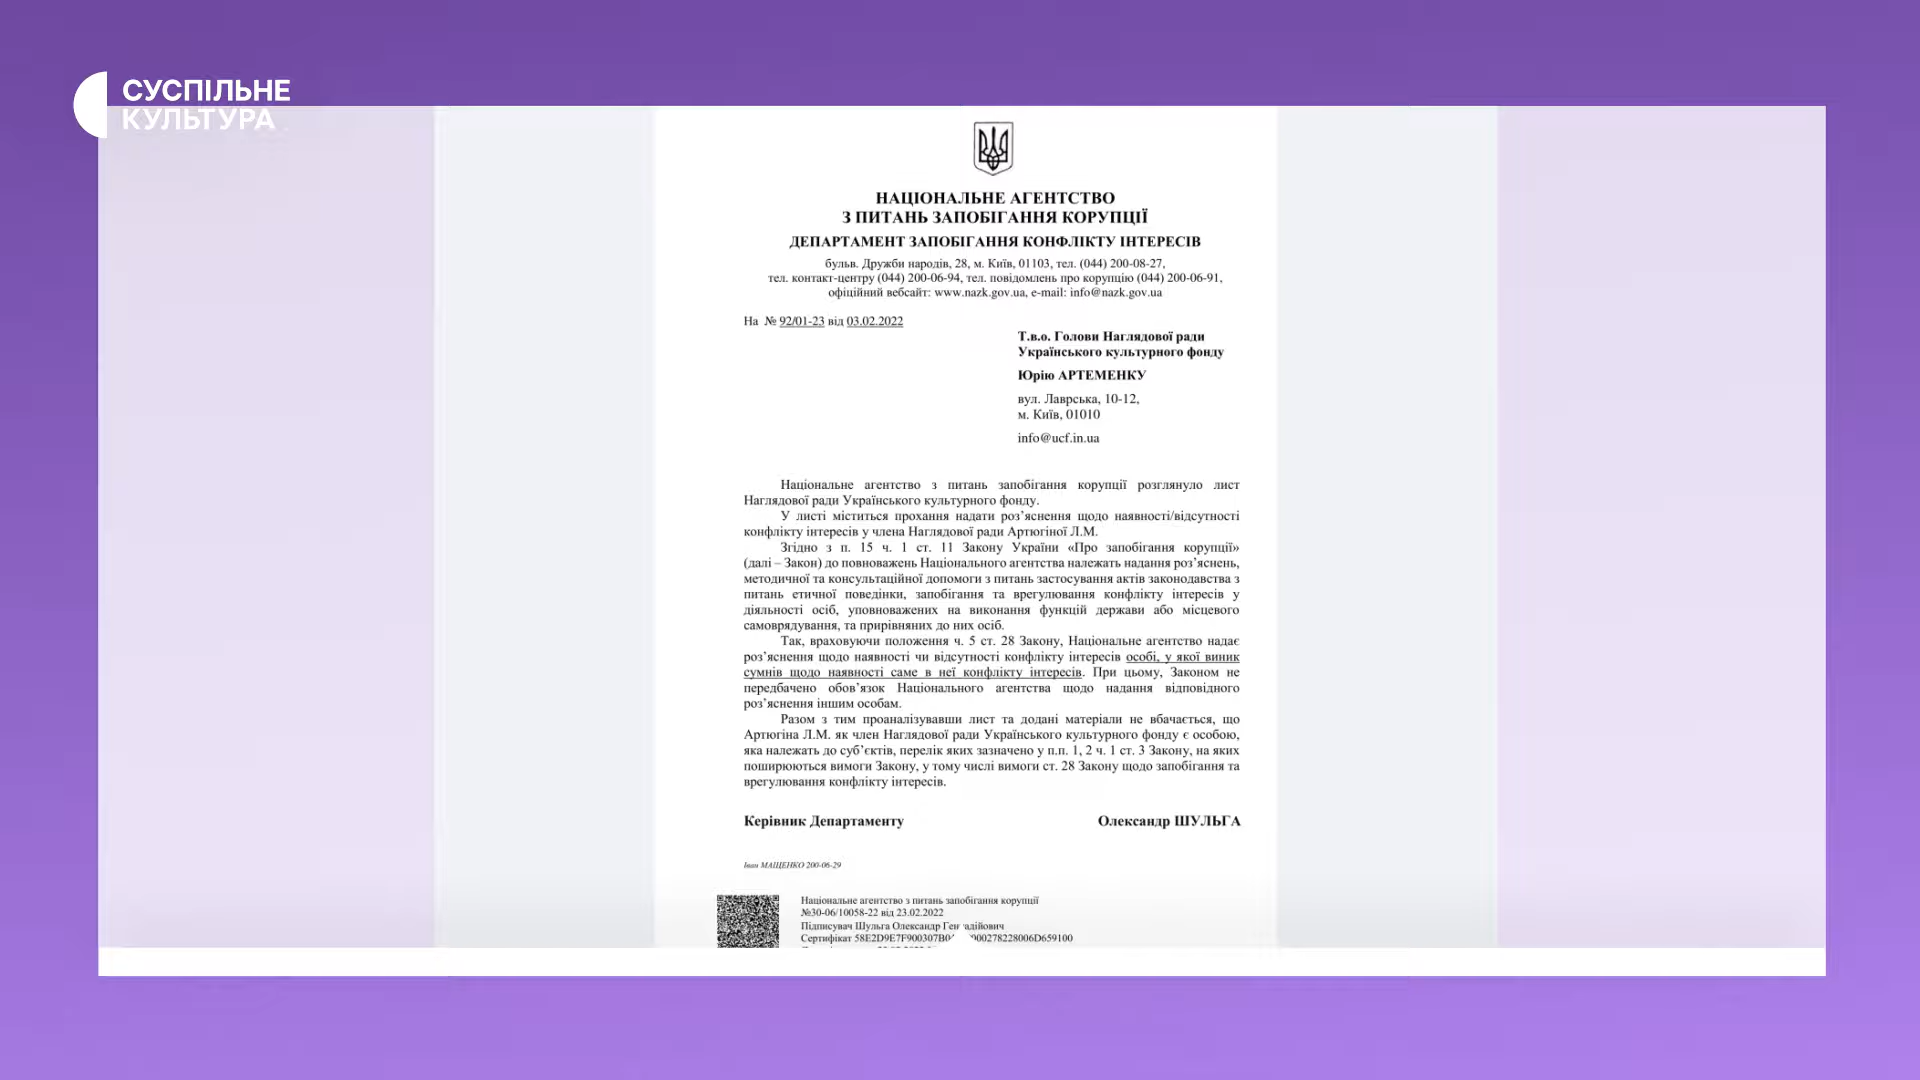 СУСПІЛЬНЕ
КУЛЬТУРА
НАЦІОНАЛЬНЕ АГЕНТСТВО
З ПИТАНЬ ЗАПОБІГАННЯ КОРУПЦІЇ
ДЕПАРТАМЕНТ ЗАПОБІГАННЯ КОНФЛІКТУ ІНТЕРЕСІВ
бульв. Дружби народів, 28, м. Київ, 01103, тел. (044) 200-08-27,
тел. контакт-центру (044) 200-06-94, тел. повідомлень про корупцію (044) 200-06-91,
офіційний вебсайт: www.nazk.gov.ua, e-mail: info@nazk.gov.ua
На № 92/01-23 від 03.02.2022
Т.в.о. Голови Наглядової ради
Українського культурного фонду
Юрію АРТЕМЕНКУ
вул. Лаврська, 10-12,
м. Київ, 01010
info@ucf.in.ua
Національне агентство з питань запобігання корупції розглянуло лист
Наглядової ради Українського культурного фонду.
У листі міститься прохання надати роз’яснення щодо наявності/відсутності
конфлікту інтересів у члена Наглядової ради Артюгіної Л.М.
Згідно з п. 15 ч. 1 ст. 11 Закону України «Про запобігання корупції»
(далі – Закон) до повноважень Національного агентства належать надання роз’яснень,
методичної та консультаційної допомоги з питань застосування актів законодавства з
питань етичної поведінки, запобігання та врегулювання конфлікту інтересів у
діяльності осіб, уповноважених на виконання функцій держави або місцевого
самоврядування, та прирівняних до них осіб.
Так, враховуючи положення ч. 5 ст. 28 Закону, Національне агентство надає
роз’яснення щодо наявності чи відсутності конфлікту інтересів особі, у якої виник
сумнів щодо наявності саме в неї конфлікту інтересів. При цьому, Законом не
передбачено обов’язок Національного агентства щодо надання відповідного
роз’яснення іншим особам.
Разом з тим проаналізувавши лист та додані матеріали не вбачається, що
Артюгіна Л.М. як член Наглядової ради Українського культурного фонду є особою,
яка належать до суб’єктів, перелік яких зазначено у п.п. 1, 2 ч. 1 ст. 3 Закону, на яких
поширюються вимоги Закону, у тому числі вимоги ст. 28 Закону щодо запобігання та
врегулювання конфлікту інтересів.
Керівник Департаменту Олександр ШУЛЬГА
Іван МАЩЕНКО 200-06-29
Національне агентство з питань запобігання корупції
№30-06/10058-22 від 23.02.2022
Підписувач Шульга Олександр Геннадійович
Сертифікат